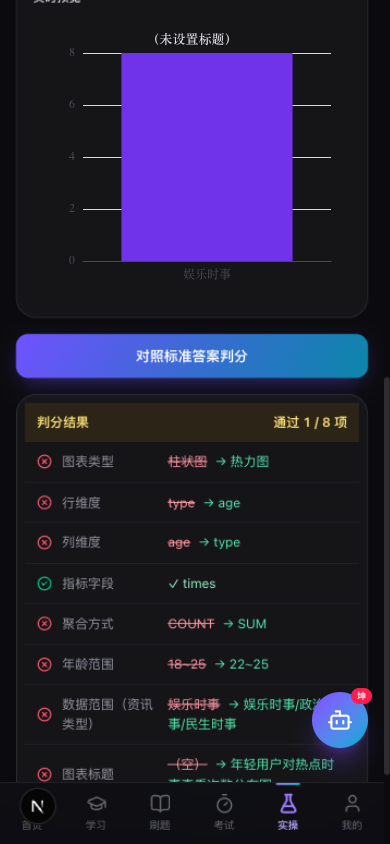 （未设置标题）
8
6
4
2
0
娱乐时事
对照标准答案判分
判分结果 通过 1 / 8 项
图表类型 柱状图 → 热力图
行维度 type → age
列维度 age → type
指标字段 ✓ times
聚合方式 COUNT → SUM
年龄范围 18~25 → 22~25
数据范围（资讯 娱乐时事 → 娱乐时事/政治
类型） 事/民生时事
坤
图表标题 （空） → 年轻用户对热点时
N
首页 学习 刷题 考试 实操 我的